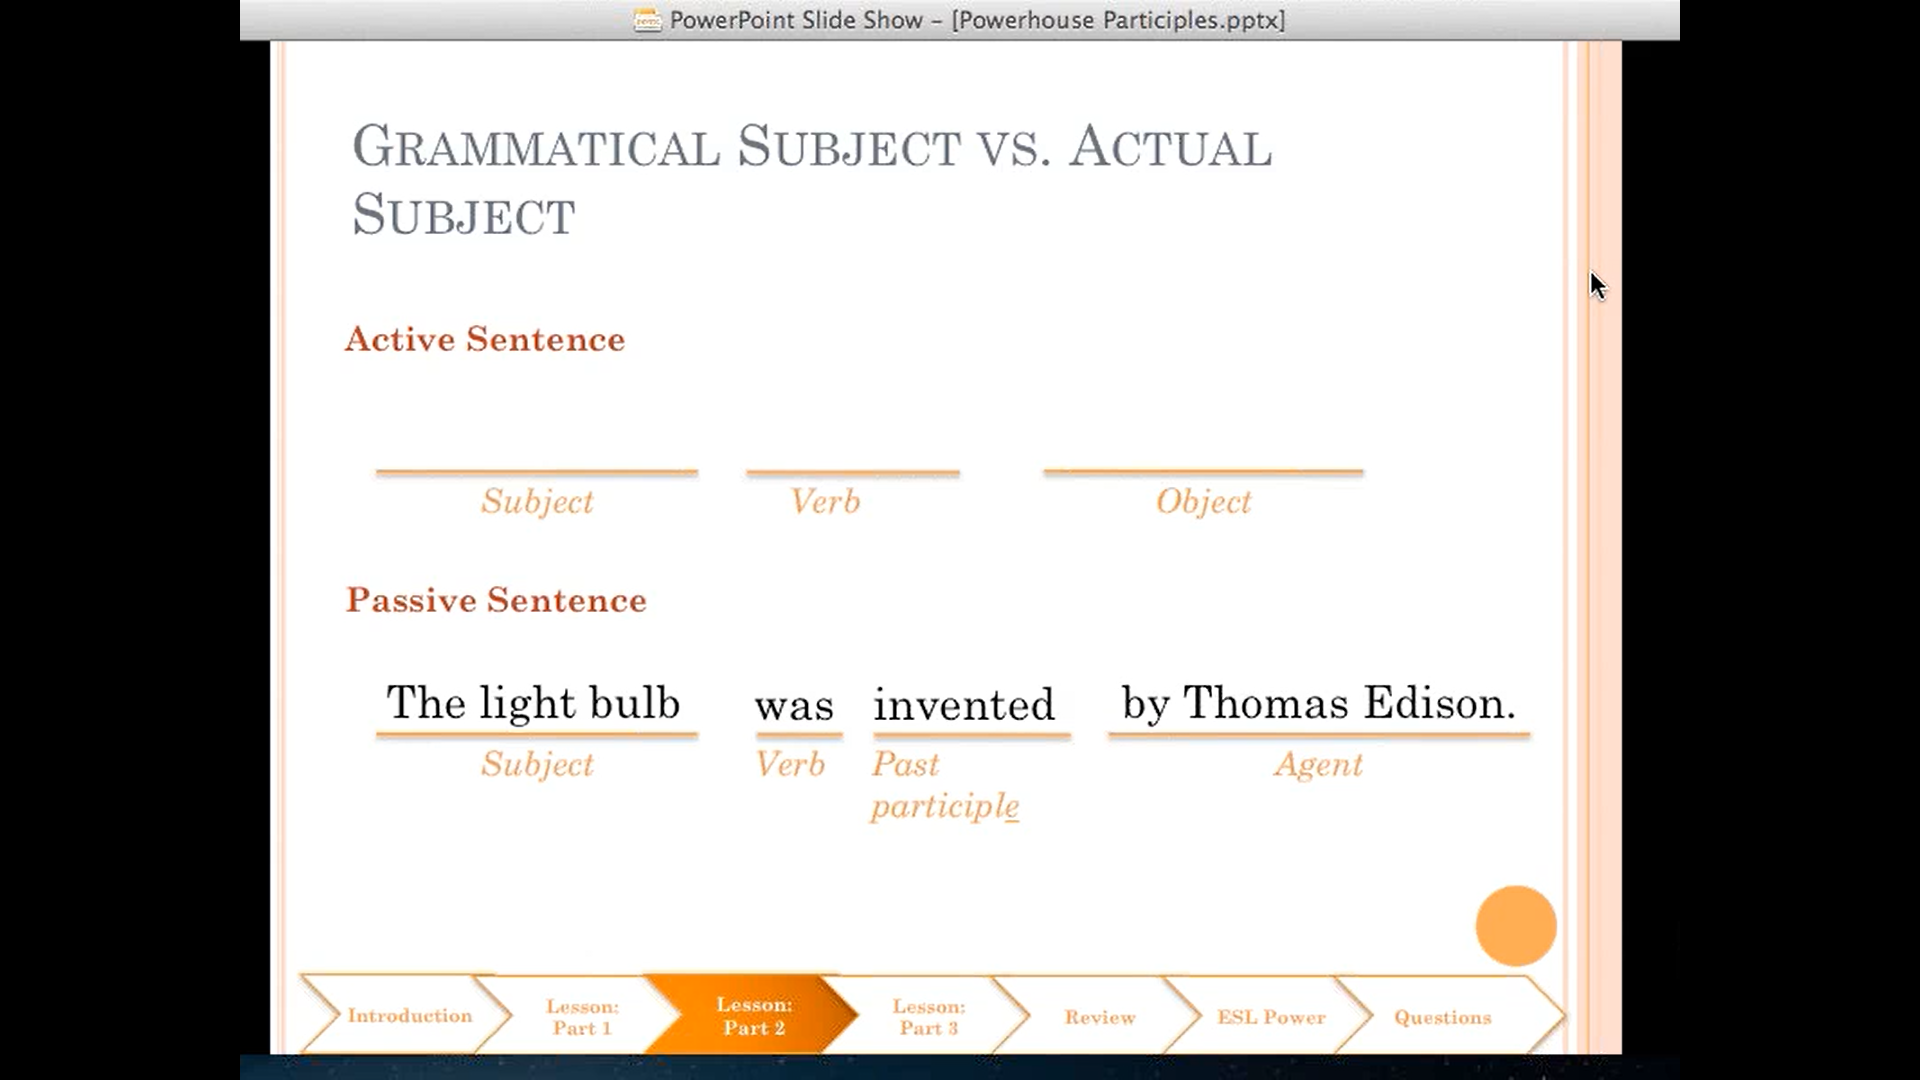 PowerPoint Slide Show – [Powerhouse Participles.pptx]
GRAMMATICAL SUBJECT VS. ACTUAL
SUBJECT
Active Sentence
Subject Verb Object
Passive Sentence
The light bulb was invented by Thomas Edison.
Subject Verb Past participle Agent
Introduction
Lesson:
Part 1
Lesson:
Part 2
Lesson:
Part 3
Review
ESL Power
Questions